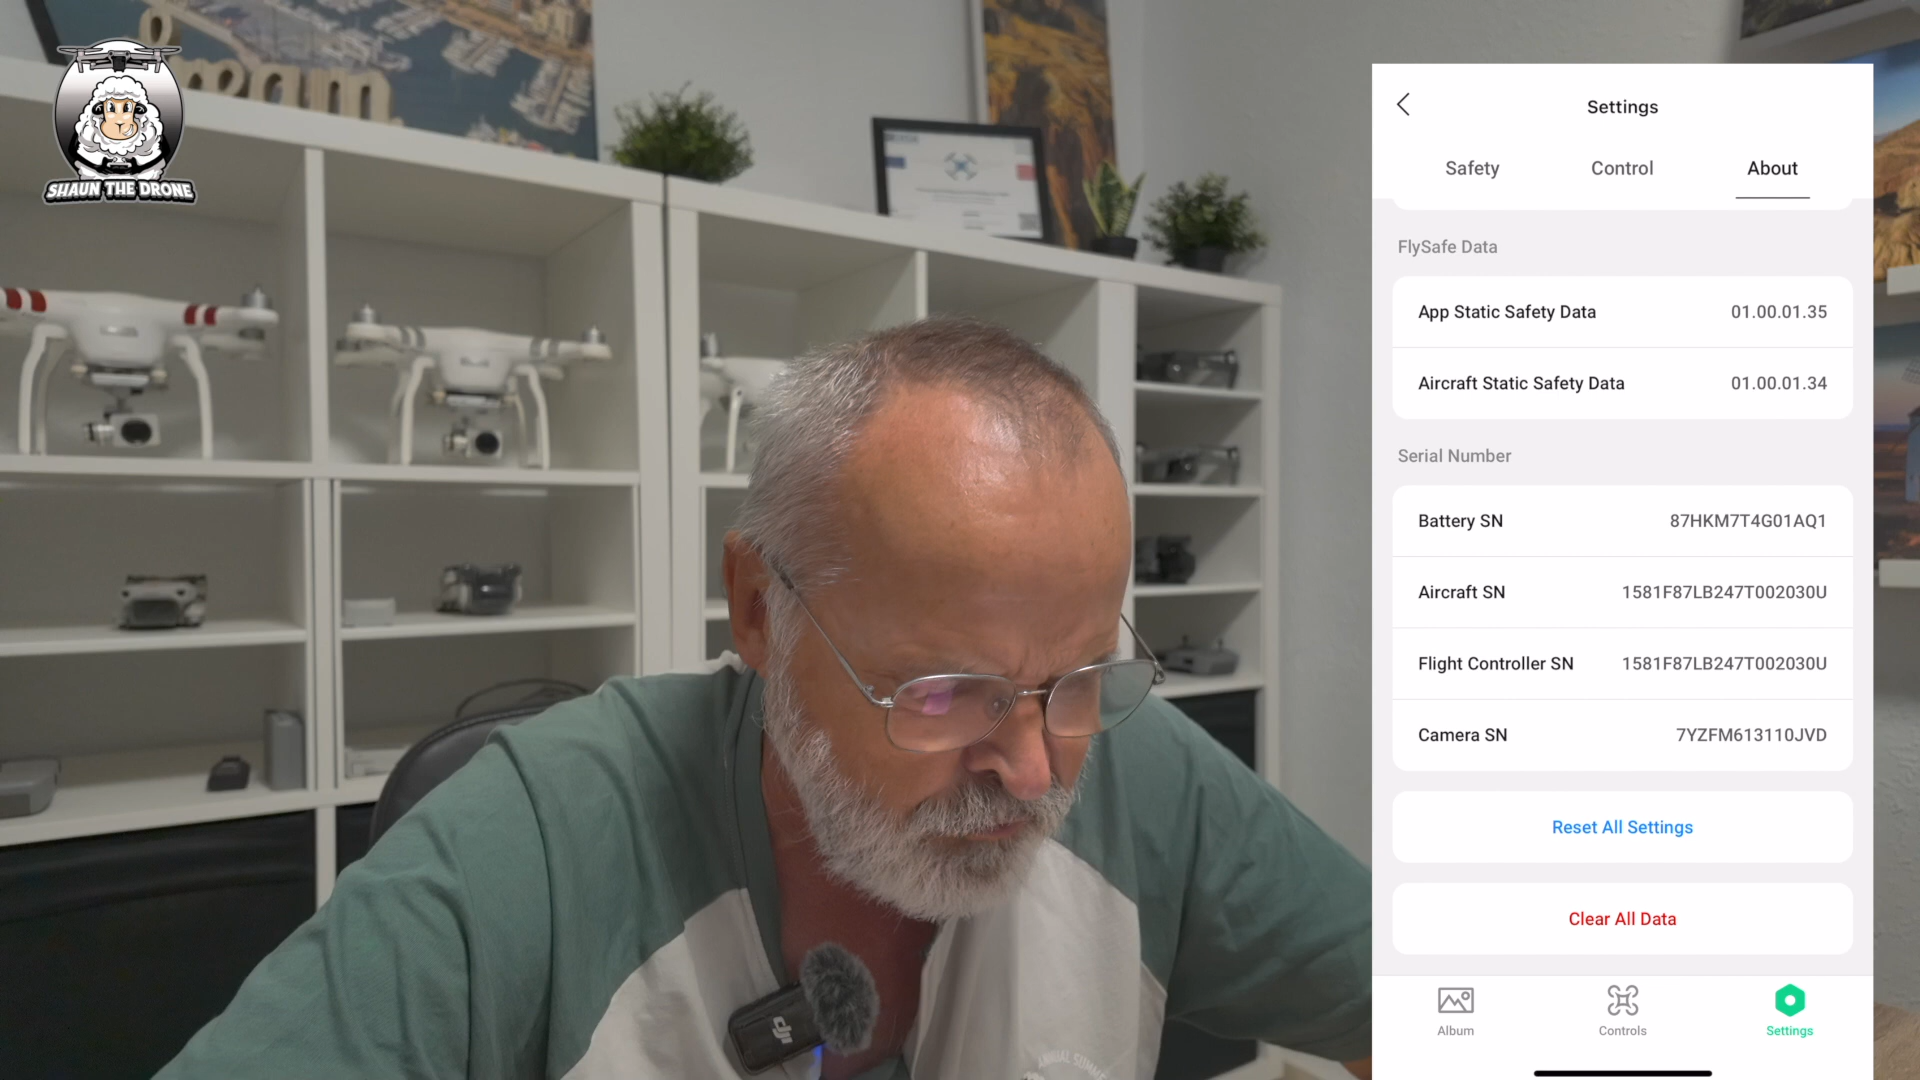 SHAUN THE DRONE
Settings
Safety Control About
FlySafe Data
App Static Safety Data 01.00.01.35
Aircraft Static Safety Data 01.00.01.34
Serial Number
Battery SN 87HKM7T4G01AQ1
Aircraft SN 1581F87LB247T002030U
Flight Controller SN 1581F87LB247T002030U
Camera SN 7YZFM613110JVD
Reset All Settings
Clear All Data
Album Controls Settings
dji